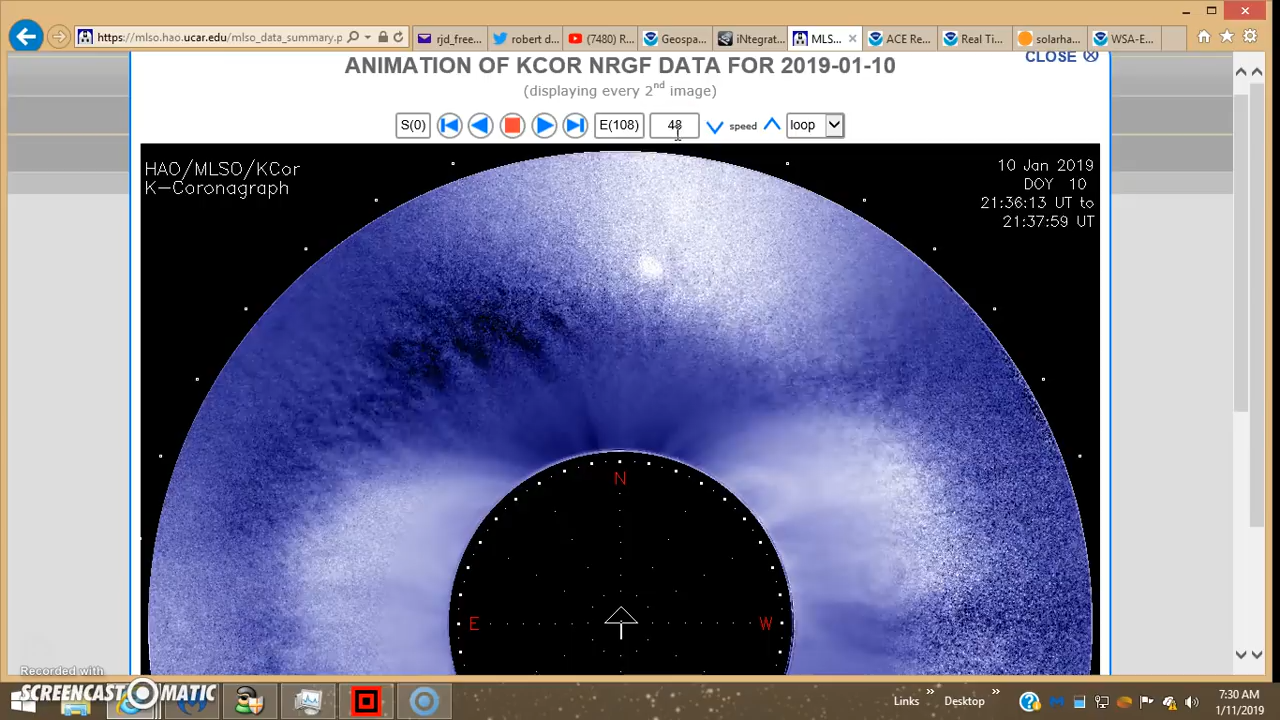 https://mlso.hao.ucar.edu/mlso_data_summary.p
rjd_free...
robert d...
(7480) R...
Geospa...
iNtegrat...
MLS...
ACE Re...
Real Ti...
solarha...
WSA-E...
ANIMATION OF KCOR NRGF DATA FOR 2019-01-10
CLOSE
(displaying every 2nd image)
S(0)
E(108)
48
speed
loop
HAO/MLSO/KCor
K-Coronagraph
10 Jan 2019
DOY 10
21:36:13 UT to
21:37:59 UT
N
E
W
Recorded with
SCREENCAST-O-MATIC
Links
Desktop
7:30 AM
1/11/2019